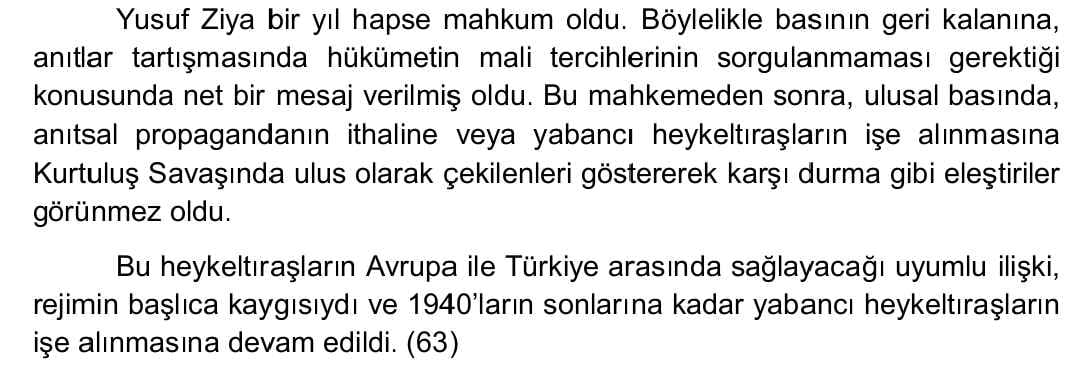 Yusuf Ziya bir yıl hapse mahkum oldu. Böylelikle basının geri kalanına,
anıtlar tartışmasında hükümetin mali tercihlerinin sorgulanmaması gerektiği
konusunda net bir mesaj verilmiş oldu. Bu mahkemeden sonra, ulusal basında,
anıtsal propagandanın ithaline veya yabancı heykeltıraşların işe alınmasına
Kurtuluş Savaşında ulus olarak çekilenleri göstererek karşı durma gibi eleştiriler
görünmez oldu.
Bu heykeltıraşların Avrupa ile Türkiye arasında sağlayacağı uyumlu ilişki,
rejimin başlıca kaygısıydı ve 1940’ların sonlarına kadar yabancı heykeltıraşların
işe alınmasına devam edildi. (63)